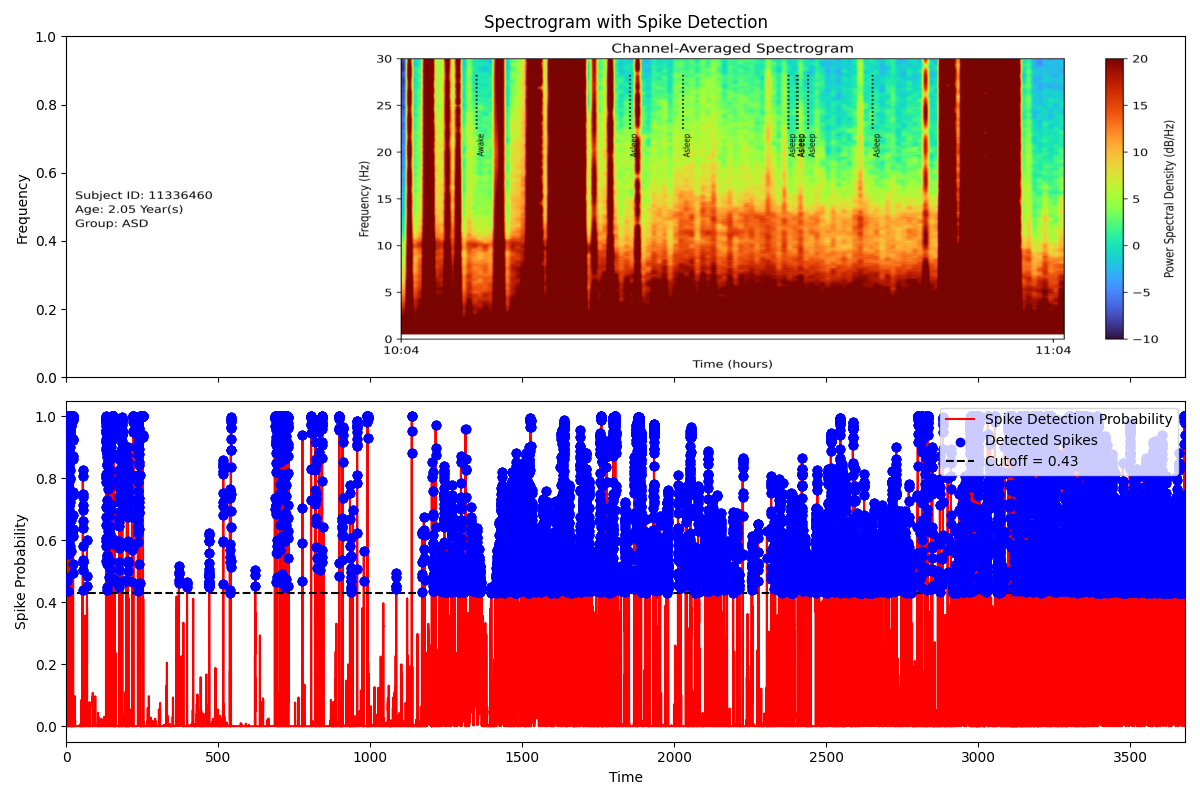 Spectrogram with Spike Detection
Channel-Averaged Spectrogram
1.0
0.8
0.6
0.4
0.2
0.0
Frequency
Subject ID: 11336460
Age: 2.05 Year(s)
Group: ASD
30
25
20
15
10
5
0
Frequency (Hz)
Awake
Asleep
Asleep
Asleep
Asleep
Asleep
Asleep
10:04
11:04
Time (hours)
20
15
10
5
0
−5
−10
Power Spectral Density (dB/Hz)
1.0
0.8
0.6
0.4
0.2
0.0
Spike Probability
Spike Detection Probability
Detected Spikes
Cutoff = 0.43
0
500
1000
1500
2000
2500
3000
3500
Time